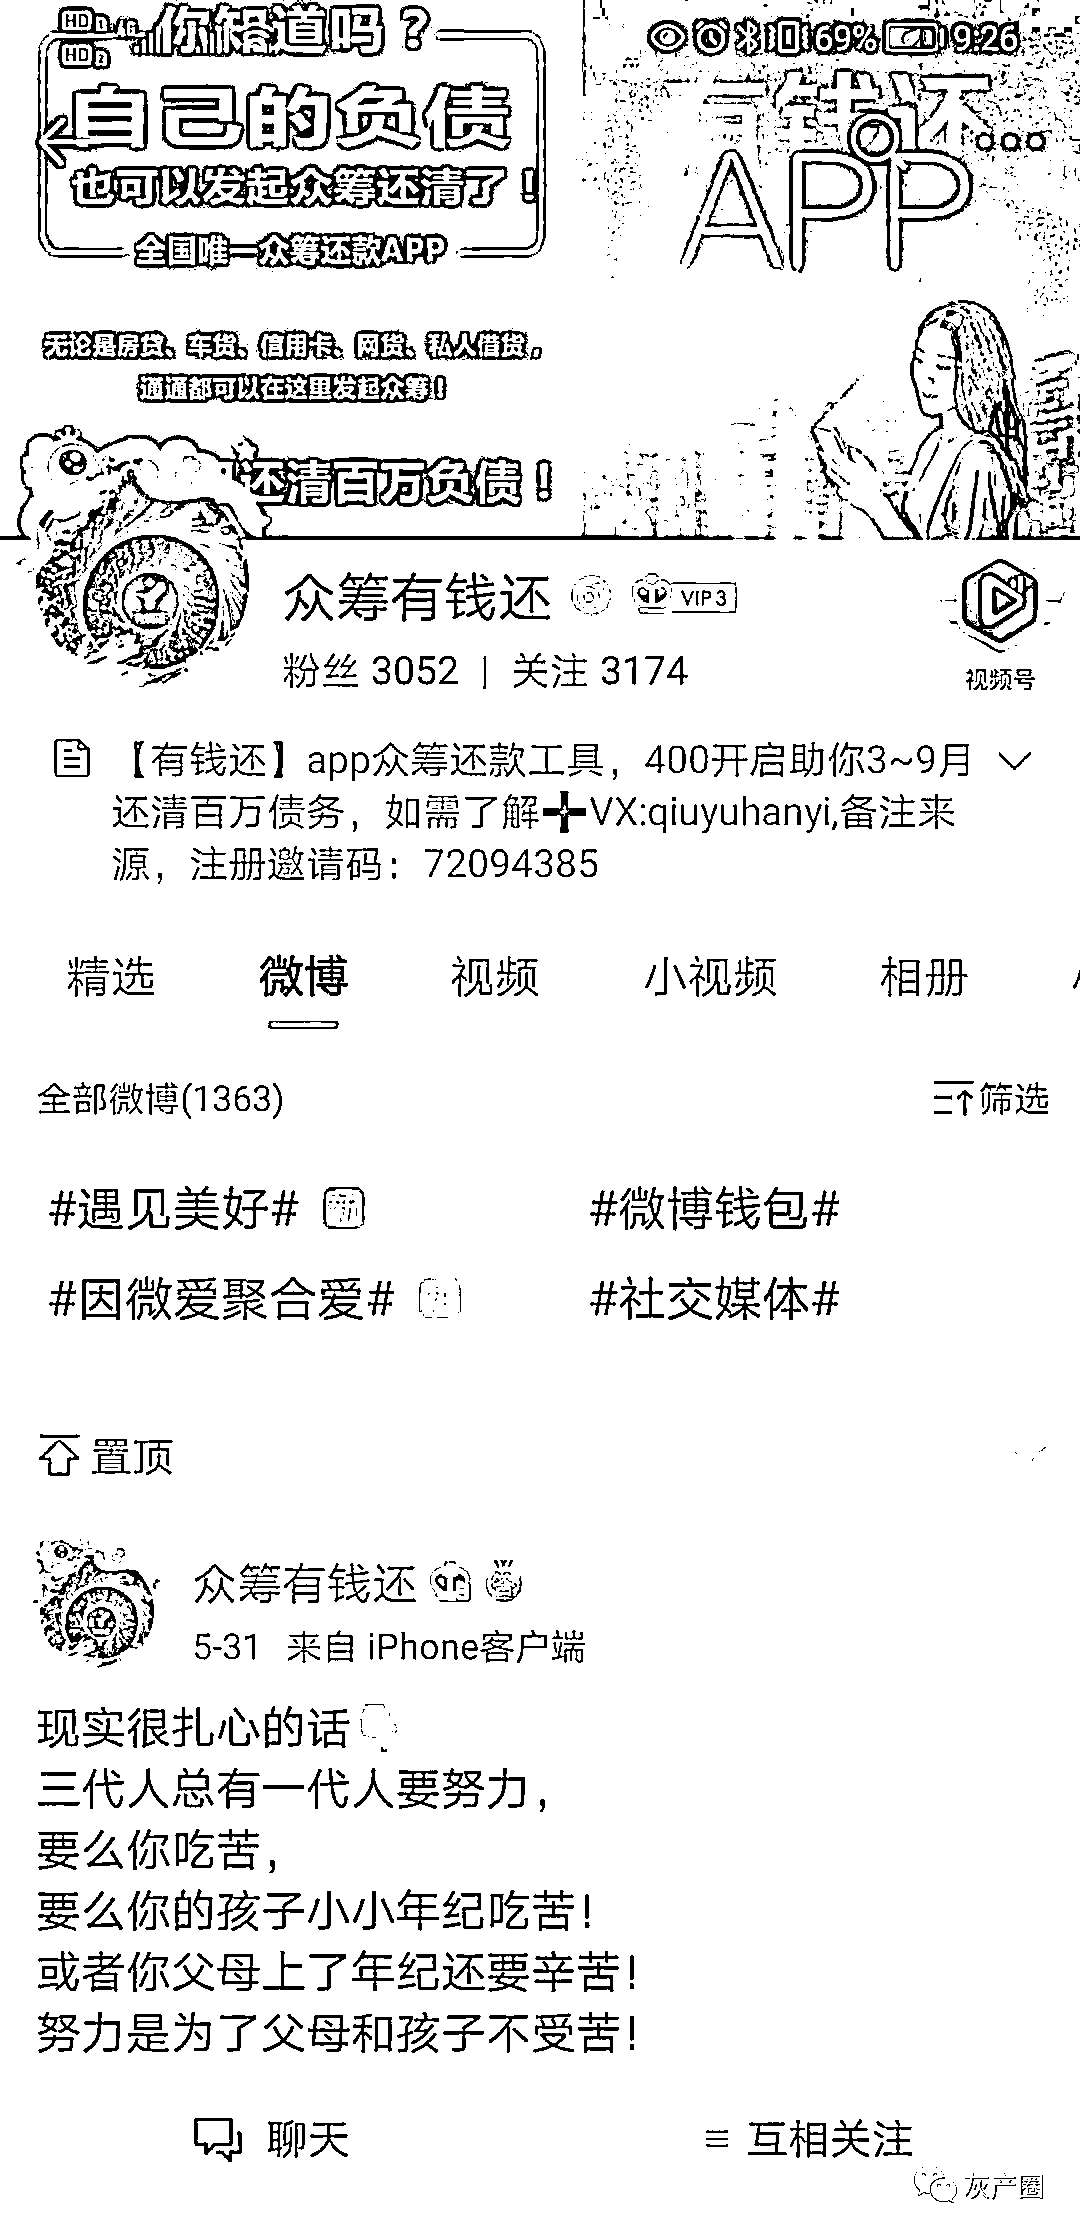 HD 1
HD 2
你知道吗？
69% 9:26
自己的负债
有钱还...
APP
也可以发起众筹还清了！
全国唯一众筹还款APP
无论是房贷、车贷、信用卡、网贷、私人借贷，
通通都可以在这里发起众筹！
还清百万负债！
众筹有钱还 VIP 3
粉丝 3052 | 关注 3174
视频号
【有钱还】app众筹还款工具，400开启助你3~9月
还清百万债务，如需了解➕VX:qiuyuhanyi,备注来
源，注册邀请码：72094385
精选 微博 视频 小视频 相册
全部微博(1363) 筛选
#遇见美好# 新 #微博钱包#
#因微爱聚合爱# #社交媒体#
置顶
众筹有钱还
5-31 来自 iPhone客户端
现实很扎心的话
三代人总有一代人要努力，
要么你吃苦，
要么你的孩子小小年纪吃苦！
或者你父母上了年纪还要辛苦！
努力是为了父母和孩子不受苦！
聊天 互相关注
灰产圈